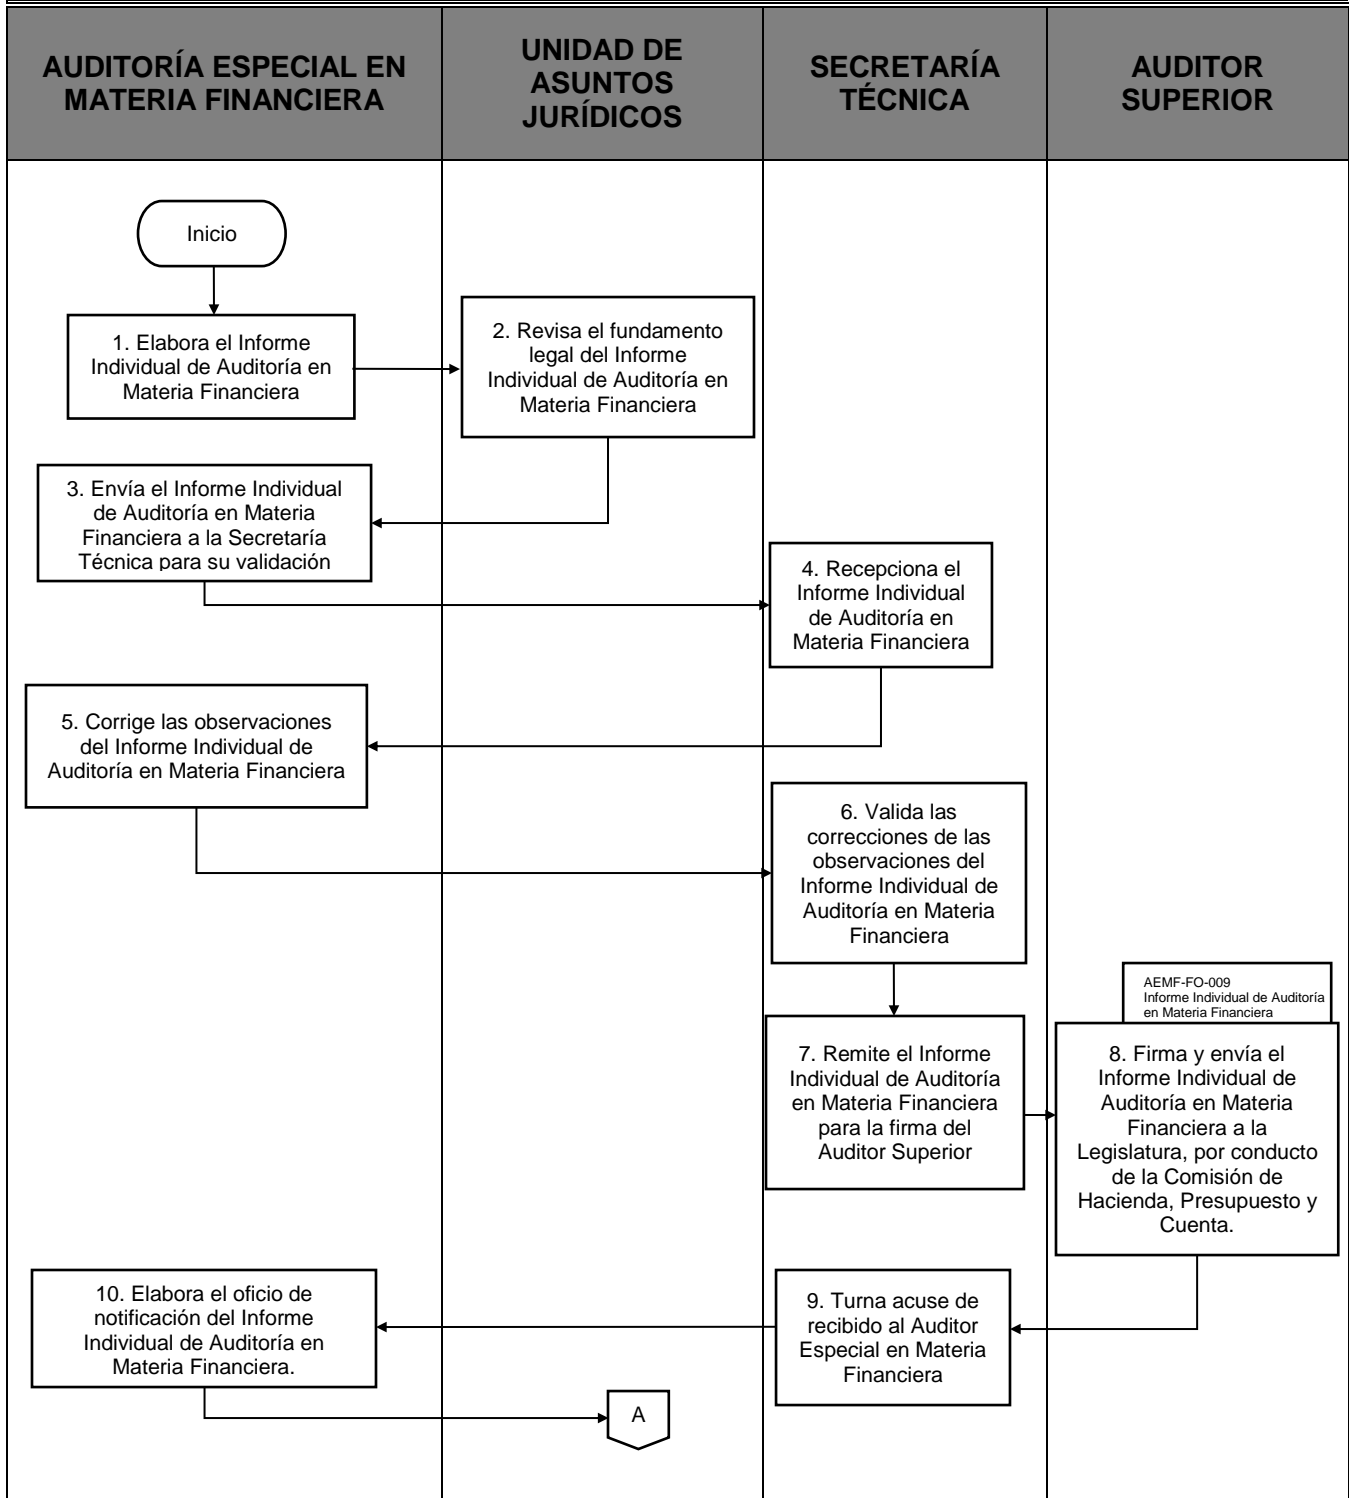 AUDITORÍA ESPECIAL EN
MATERIA FINANCIERA
UNIDAD DE
ASUNTOS
JURÍDICOS
SECRETARÍA
TÉCNICA
AUDITOR
SUPERIOR
Inicio
1. Elabora el Informe
Individual de Auditoría en
Materia Financiera
2. Revisa el fundamento
legal del Informe
Individual de Auditoría en
Materia Financiera
3. Envía el Informe Individual
de Auditoría en Materia
Financiera a la Secretaría
Técnica para su validación
4. Recepciona el
Informe Individual
de Auditoría en
Materia Financiera
5. Corrige las observaciones
del Informe Individual de
Auditoría en Materia Financiera
6. Valida las
correcciones de las
observaciones del
Informe Individual de
Auditoría en Materia
Financiera
7. Remite el Informe
Individual de Auditoría
en Materia Financiera
para la firma del
Auditor Superior
AEMF-FO-009
Informe Individual de Auditoría
en Materia Financiera
8. Firma y envía el
Informe Individual de
Auditoría en Materia
Financiera a la
Legislatura, por conducto
de la Comisión de
Hacienda, Presupuesto y
Cuenta.
9. Turna acuse de
recibido al Auditor
Especial en Materia
Financiera
10. Elabora el oficio de
notificación del Informe
Individual de Auditoría en
Materia Financiera.
A